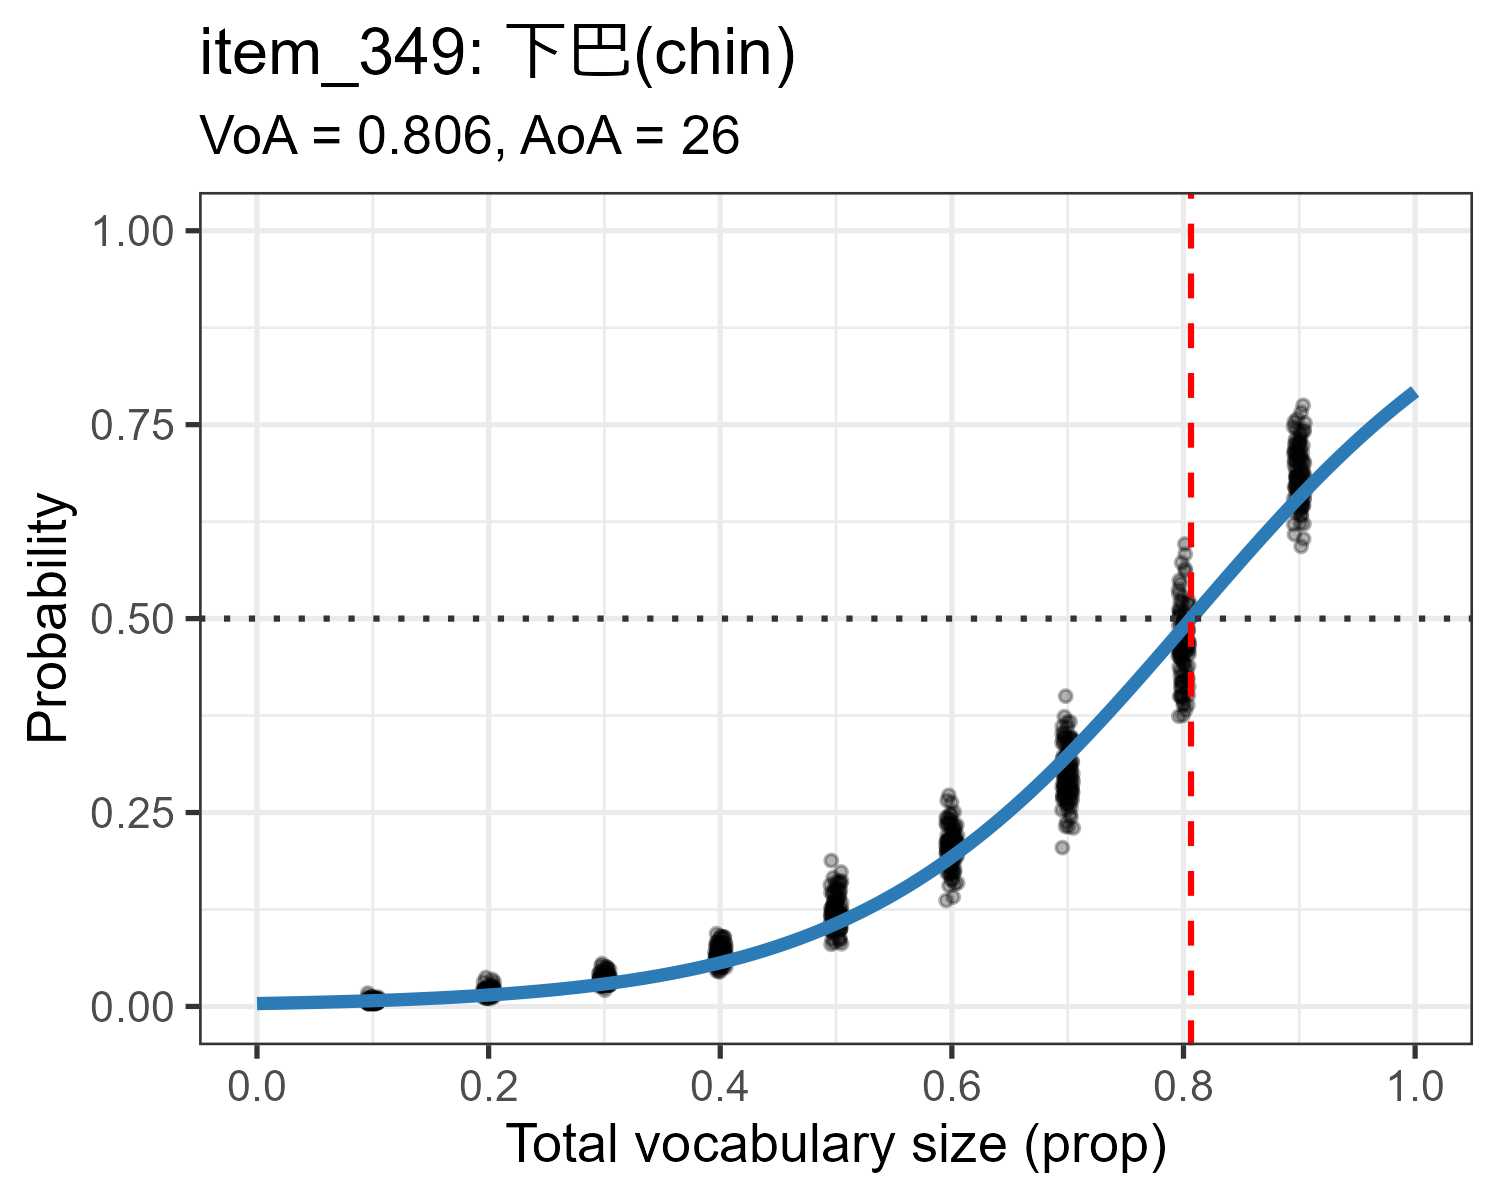 item_349: 下巴(chin)
VoA = 0.806, AoA = 26
1.00
0.75
0.50
0.25
0.00
Probability
0.0 0.2 0.4 0.6 0.8 1.0
Total vocabulary size (prop)